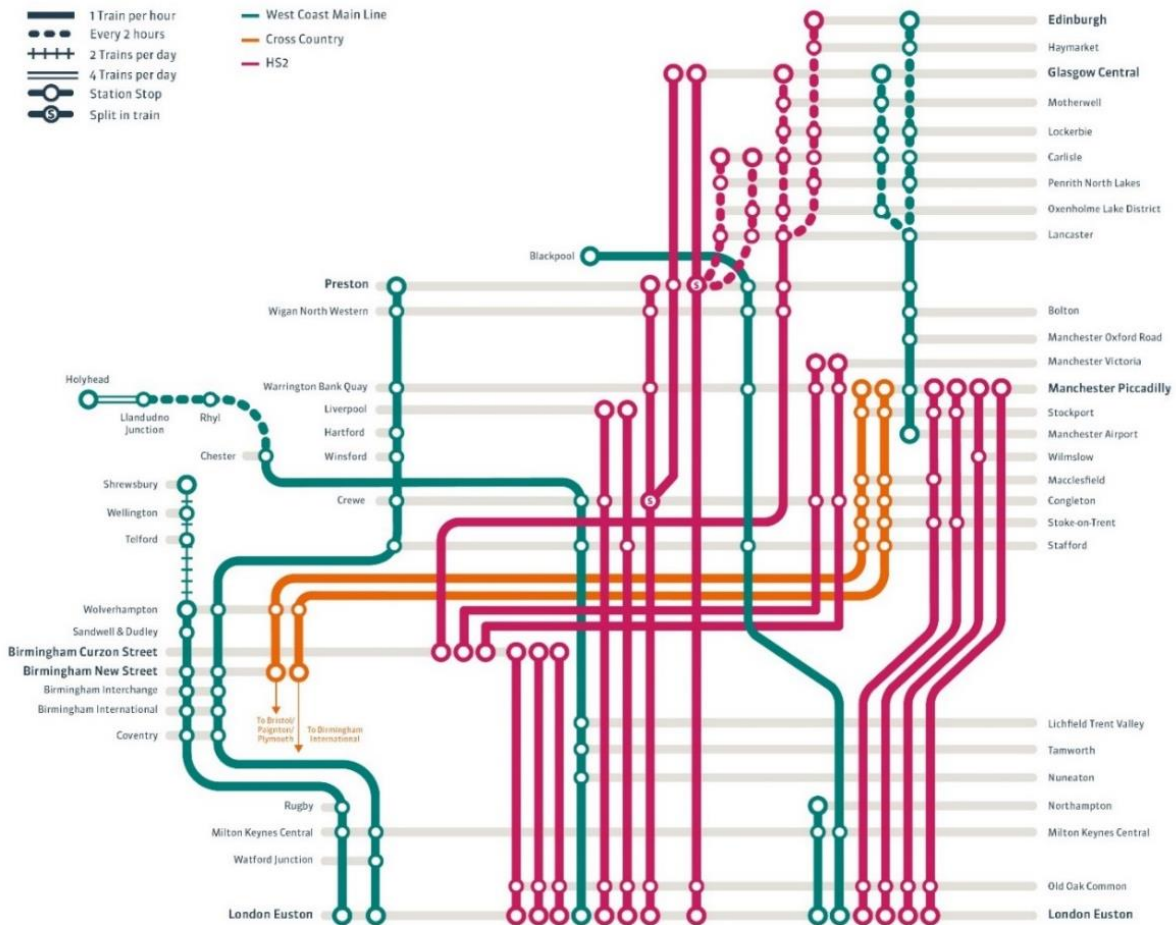 1 Train per hour
Every 2 hours
2 Trains per day
4 Trains per day
Station Stop
S Split in train
West Coast Main Line
Cross Country
HS2
Edinburgh
Haymarket
Glasgow Central
Motherwell
Lockerbie
Carlisle
Penrith North Lakes
Oxenholme Lake District
Lancaster
Blackpool
Preston
S
Wigan North Western
Bolton
Manchester Oxford Road
Manchester Victoria
Holyhead
Warrington Bank Quay
Manchester Piccadilly
Llandudno
Junction
Rhyl
Liverpool
Stockport
Hartford
Manchester Airport
Chester
Winsford
Wilmslow
Shrewsbury
Macclesfield
Crewe
S
Congleton
Wellington
Stoke-on-Trent
Telford
Stafford
Wolverhampton
Sandwell & Dudley
Birmingham Curzon Street
Birmingham New Street
Birmingham Interchange
Birmingham International
Coventry
To Bristol/
Paignton/
Plymouth
To Birmingham
International
Lichfield Trent Valley
Tamworth
Nuneaton
Rugby
Northampton
Milton Keynes Central
Milton Keynes Central
Watford Junction
Old Oak Common
London Euston
London Euston